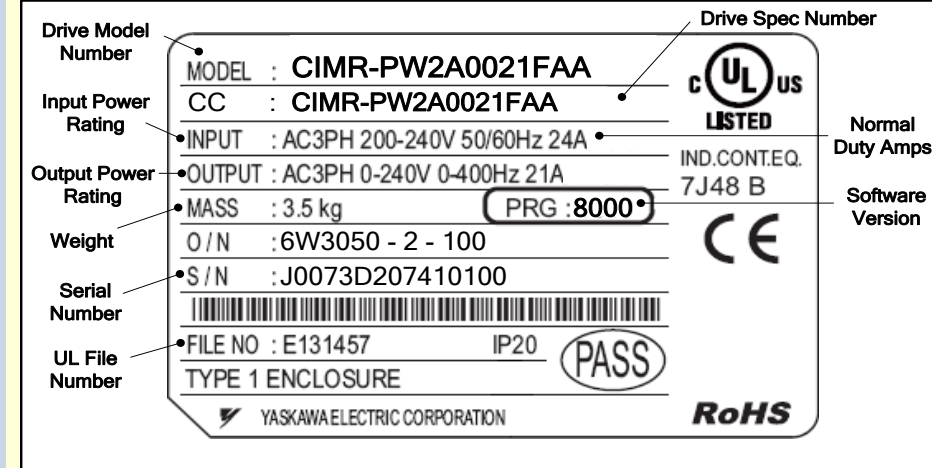 Drive Model
Number
Drive Spec Number
Input Power
Rating
Output Power
Rating
Weight
Serial
Number
UL File
Number
MODEL : CIMR-PW2A0021FAA
CC : CIMR-PW2A0021FAA
INPUT : AC3PH 200-240V 50/60Hz 24A
OUTPUT : AC3PH 0-240V 0-400Hz 21A
MASS : 3.5 kg PRG : 8000
O / N : 6W3050 - 2 - 100
S / N : J0073D207410100
FILE NO : E131457 IP20
PASS
TYPE 1 ENCLOSURE
YASKAWA ELECTRIC CORPORATION
C UL US
LISTED
IND.CONT.EQ.
7J48 B
CE
RoHS
Normal
Duty Amps
Software
Version